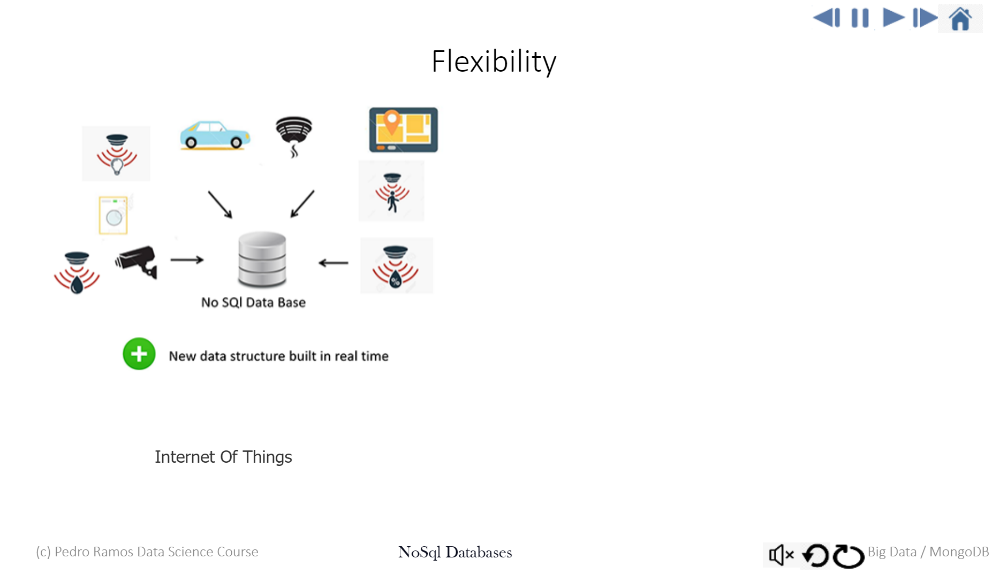 Flexibility
%
No SQl Data Base
New data structure built in real time
Internet Of Things
(c) Pedro Ramos Data Science Course
NoSql Databases
Big Data / MongoDB